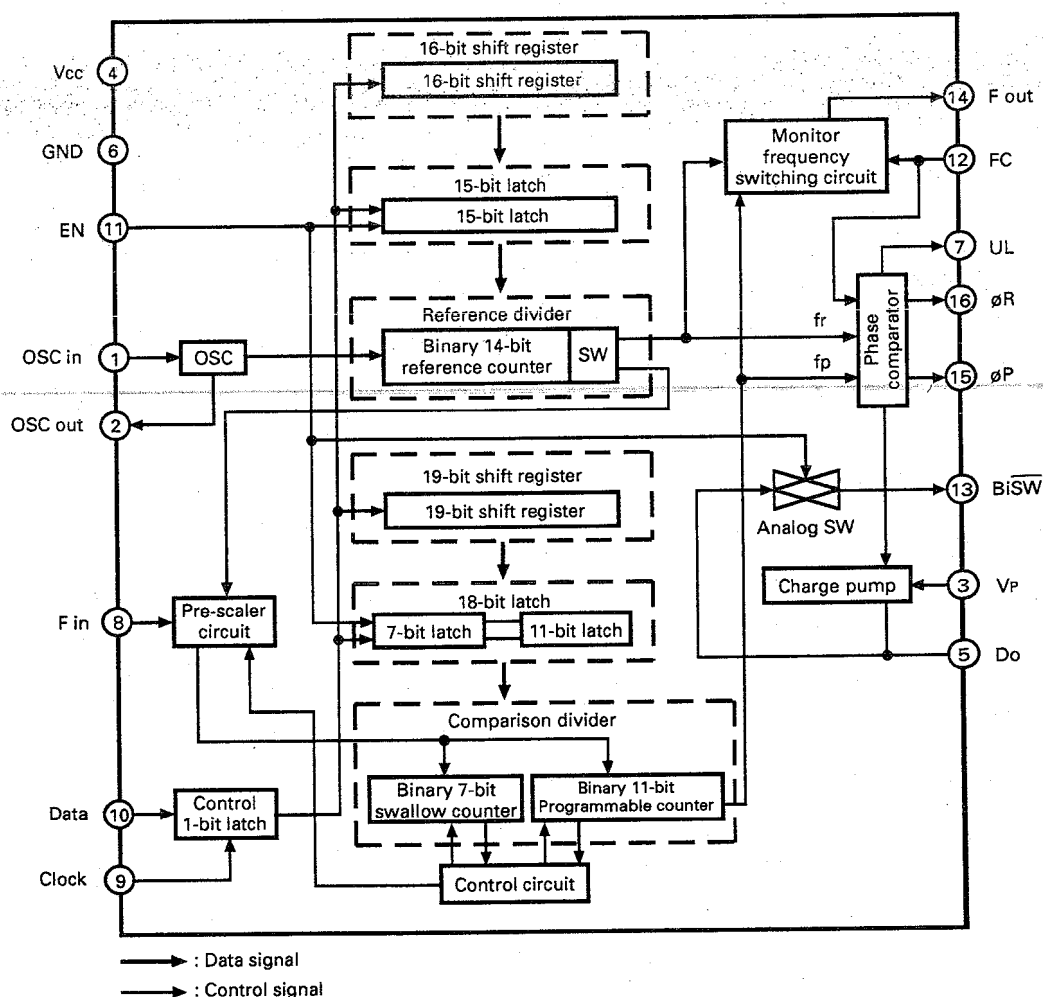 16-bit shift register
Vcc
4
16-bit shift register
14
F out
Monitor
frequency
switching circuit
GND
6
12
FC
15-bit latch
15-bit latch
EN
11
7
UL
Reference divider
16
øR
fr
Phase
comparator
OSC in
1
OSC
Binary 14-bit
reference counter
SW
fp
15
øP
OSC out
2
19-bit shift register
19-bit shift register
13
BiS̅W̅
Analog SW
Charge pump
3
VP
18-bit latch
F in
8
Pre-scaler
circuit
7-bit latch
11-bit latch
5
Do
Comparison divider
Binary 7-bit
swallow counter
Binary 11-bit
Programmable counter
Data
10
Control
1-bit latch
Clock
9
Control circuit
: Data signal
: Control signal